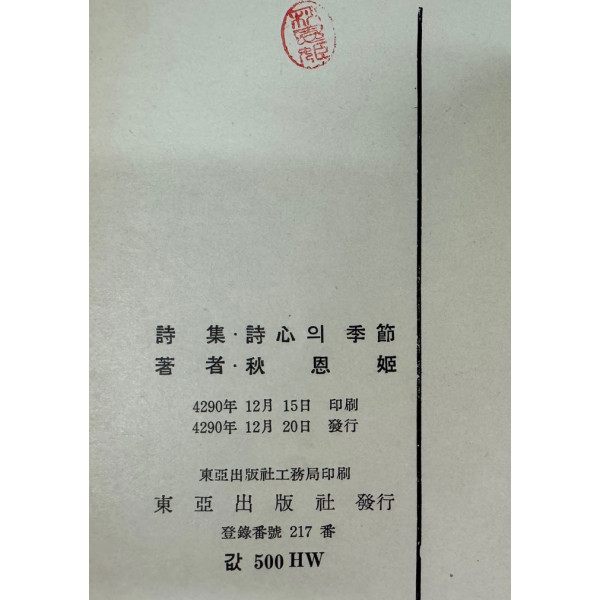 秋恩姬
詩集·詩心의季節
著者·秋恩姬
4290年 12月 15日 印刷
4290年 12月 20日 發行
東亞出版社工務局印刷
東亞出版社 發行
登錄番號 217 番
값 500 HW